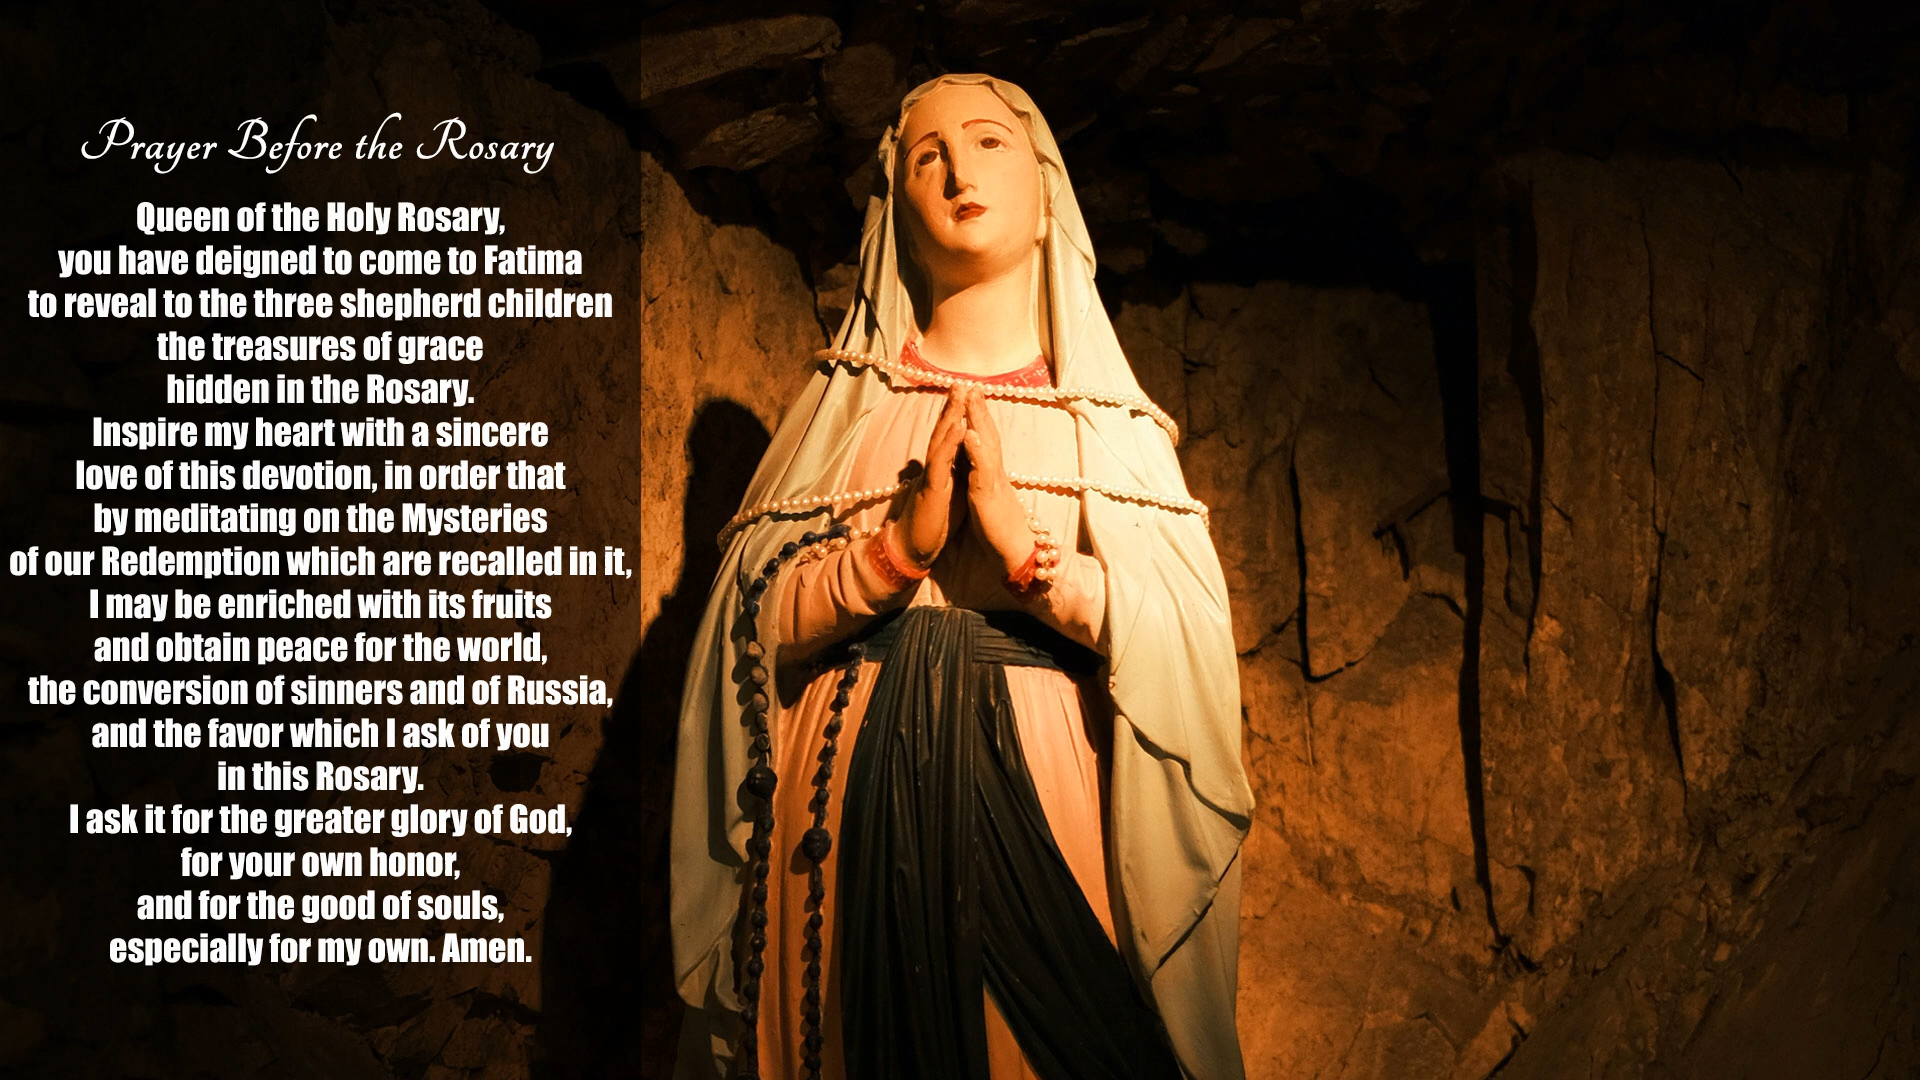 Prayer Before the Rosary
Queen of the Holy Rosary,
you have deigned to come to Fatima
to reveal to the three shepherd children
the treasures of grace
hidden in the Rosary.
Inspire my heart with a sincere
love of this devotion, in order that
by meditating on the Mysteries
of our Redemption which are recalled in it,
I may be enriched with its fruits
and obtain peace for the world,
the conversion of sinners and of Russia,
and the favor which I ask of you
in this Rosary.
I ask it for the greater glory of God,
for your own honor,
and for the good of souls,
especially for my own. Amen.